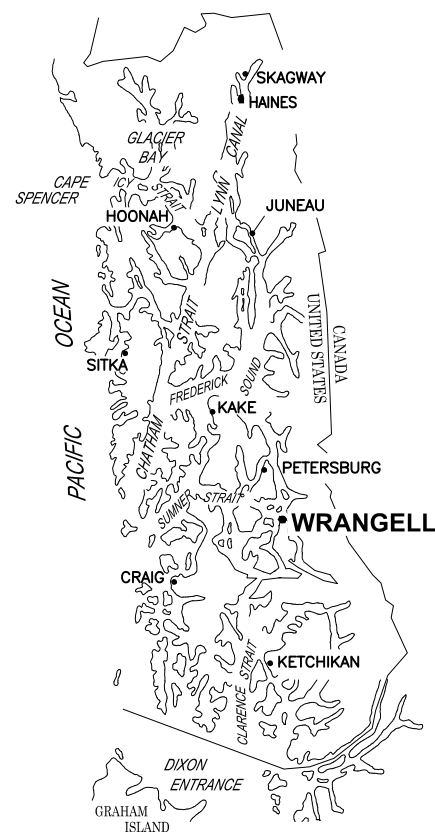 SKAGWAY
HAINES
GLACIER
BAY
LYNN CANAL
CAPE
SPENCER
ICY STRAIT
HOONAH
JUNEAU
PACIFIC OCEAN
CHATHAM STRAIT
UNITED STATES
CANADA
SITKA
FREDERICK SOUND
KAKE
PETERSBURG
SUMNER STRAIT
WRANGELL
CRAIG
CLARENCE STRAIT
KETCHIKAN
DIXON
ENTRANCE
GRAHAM
ISLAND